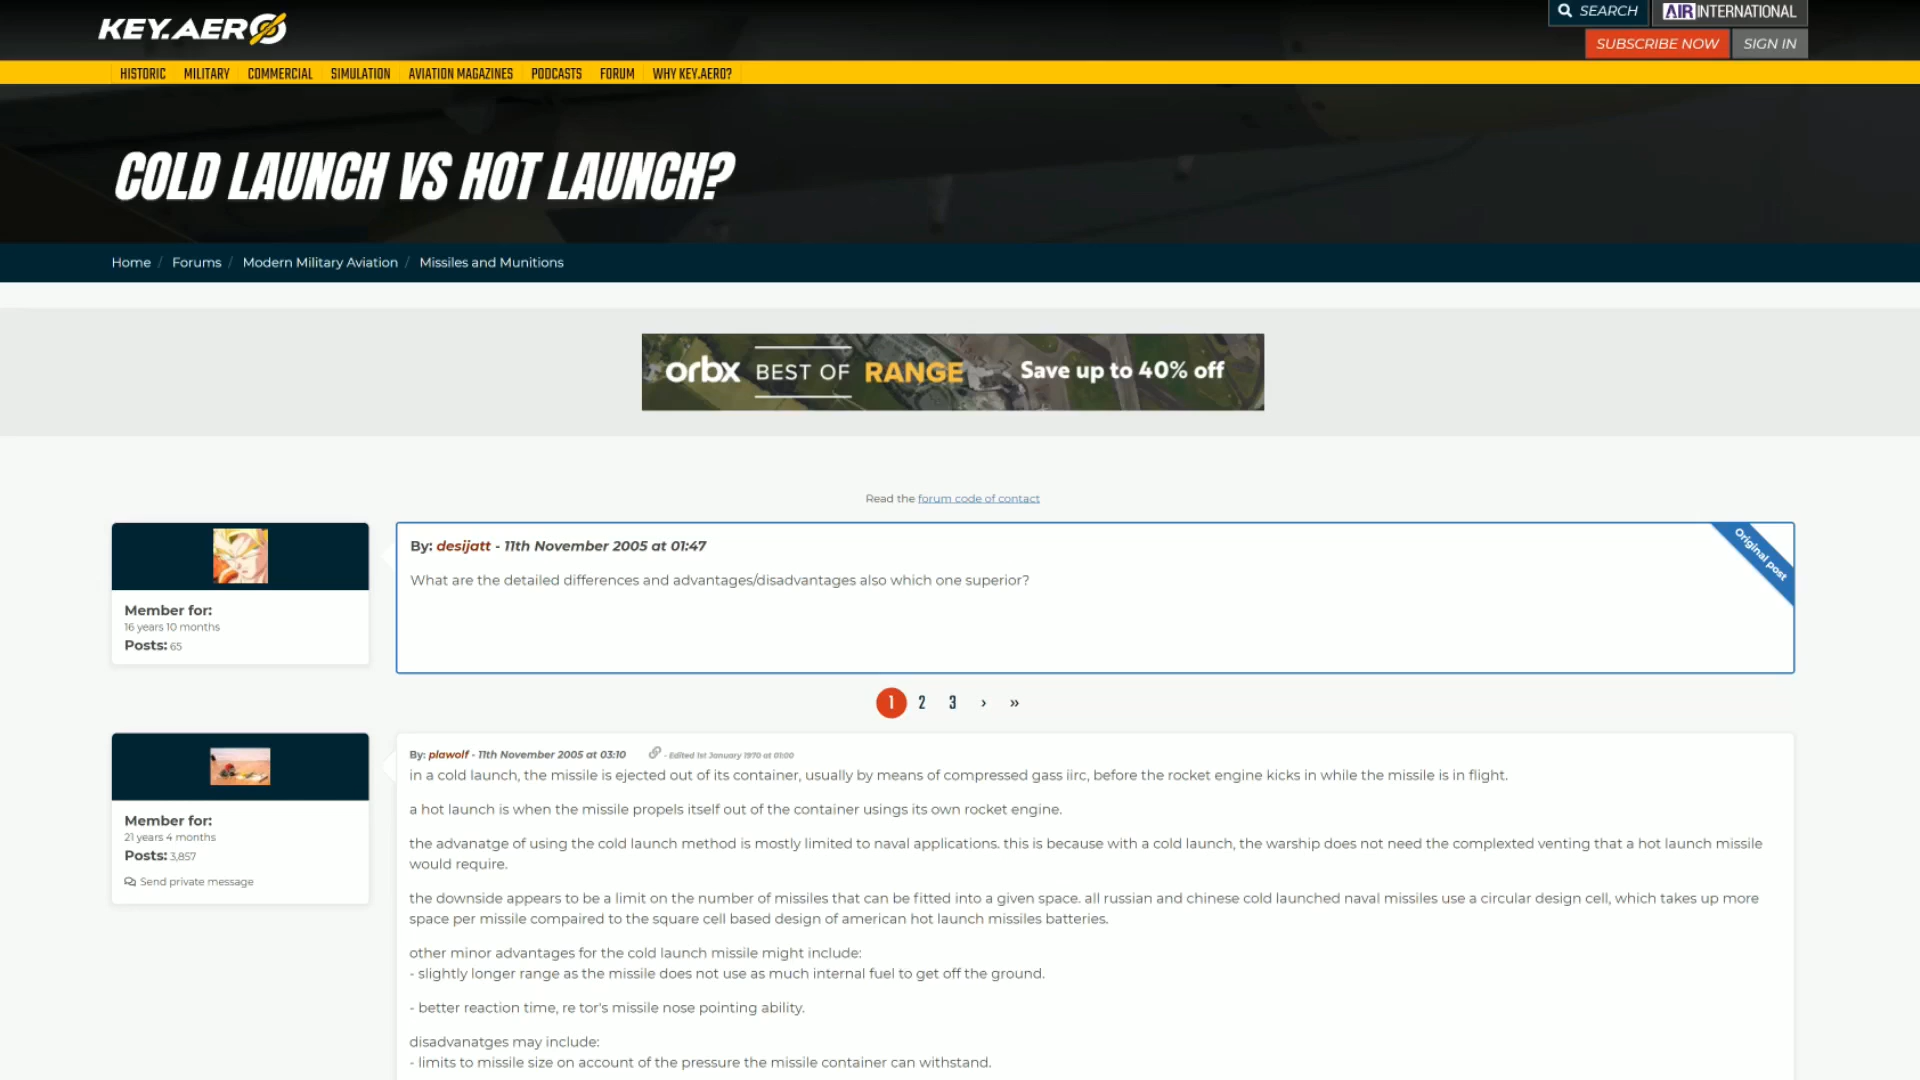 KEY.AERO
SEARCH
AIR INTERNATIONAL
SUBSCRIBE NOW
SIGN IN
HISTORIC MILITARY COMMERCIAL SIMULATION AVIATION MAGAZINES PODCASTS FORUM WHY KEY.AERO?
COLD LAUNCH VS HOT LAUNCH?
Home / Forums / Modern Military Aviation / Missiles and Munitions
orbx BEST OF RANGE Save up to 40% off
Read the forum code of contact
By: desijatt - 11th November 2005 at 01:47
Original post
What are the detailed differences and advantages/disadvantages also which one superior?
Member for:
16 years 10 months
Posts: 65
1 2 3 › »
By: plawolf - 11th November 2005 at 03:10 - Edited 1st January 1970 at 01:00
in a cold launch, the missile is ejected out of its container, usually by means of compressed gass iirc, before the rocket engine kicks in while the missile is in flight.
a hot launch is when the missile propels itself out of the container usings its own rocket engine.
Member for:
21 years 4 months
Posts: 3,857
Send private message
the advanatge of using the cold launch method is mostly limited to naval applications. this is because with a cold launch, the warship does not need the complexted venting that a hot launch missile
would require.
the downside appears to be a limit on the number of missiles that can be fitted into a given space. all russian and chinese cold launched naval missiles use a circular design cell, which takes up more
space per missile compaired to the square cell based design of american hot launch missiles batteries.
other minor advantages for the cold launch missile might include:
- slightly longer range as the missile does not use as much internal fuel to get off the ground.
- better reaction time, re tor's missile nose pointing ability.
disadvanatges may include:
- limits to missile size on account of the pressure the missile container can withstand.